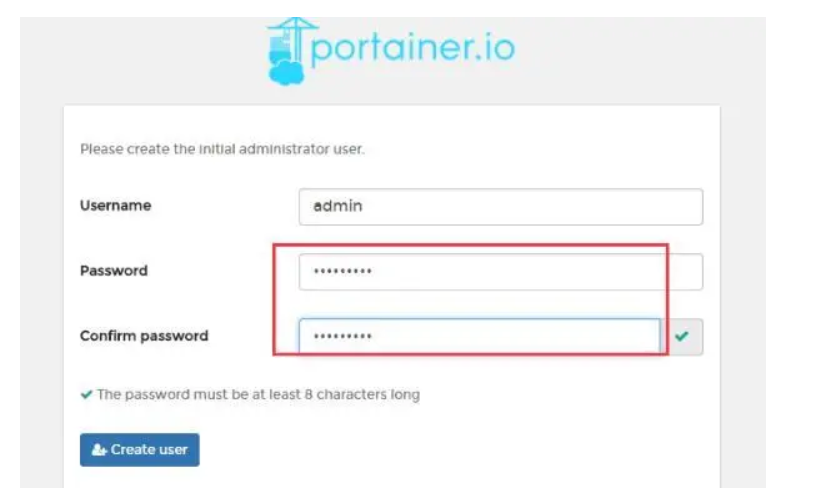 portainer.io
Please create the initial administrator user.
Username admin
Password •••••••••
Confirm password •••••••••
The password must be at least 8 characters long
Create user